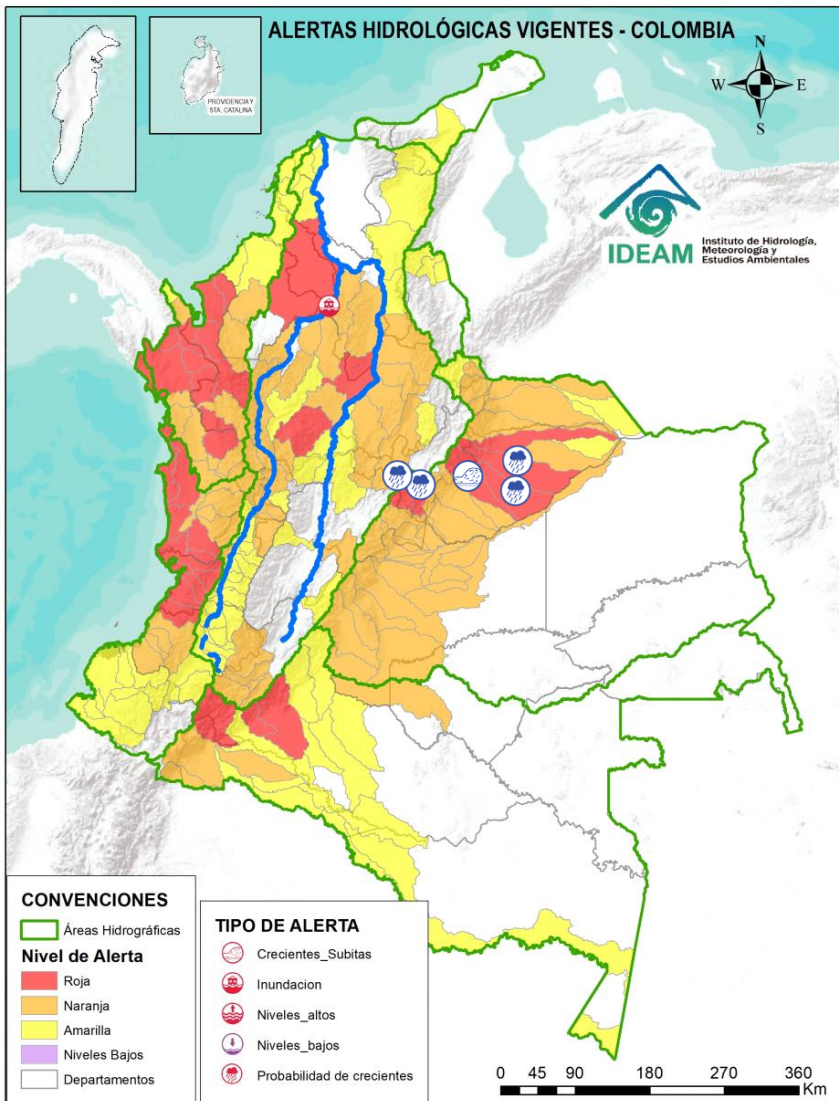 ALERTAS HIDROLÓGICAS VIGENTES - COLOMBIA
PROVIDENCIA Y
STA. CATALINA
N
W
E
S
IDEAM
Instituto de Hidrología,
Meteorología y
Estudios Ambientales
CONVENCIONES
Áreas Hidrográficas
Nivel de Alerta
Roja
Naranja
Amarilla
Niveles Bajos
Departamentos
TIPO DE ALERTA
Crecientes_Subitas
Inundacion
Niveles_altos
Niveles_bajos
Probabilidad de crecientes
0 45 90 180 270 360
Km